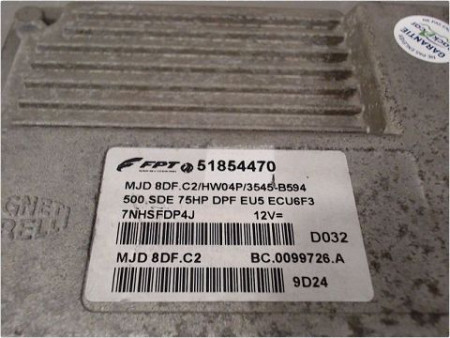 GARANTIE
FPT 51854470
MJD 8DF.C2/HW04P/3545-B594
500.SDE 75HP DPF EU5 ECU6F3
7NHSFDP4J 12V=
D032
MJD 8DF.C2 BC.0099726.A
9D24